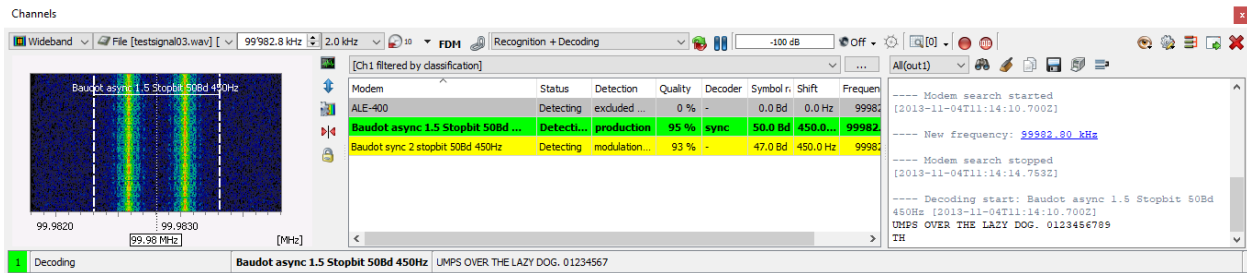 Channels
x
Wideband File [testsignal03.wav] [ 99'982.8 kHz 2.0 kHz 10 FDM Recognition + Decoding -100 dB Off [0]
[Ch1 filtered by classification] ... All(out1)
Baudot async 1.5 Stopbit 50Bd 450Hz
Modem Status Detection Quality Decoder Symbol r Shift Frequen
ALE-400 Detecting excluded ... 0 % - 0.0 Bd 0.0 Hz 9998
Baudot async 1.5 Stopbit 50Bd ... Detecti... production 95 % sync 50.0 Bd 450.0... 99982.
Baudot sync 2 stopbit 50Bd 450Hz Detecting modulation... 93 % - 47.0 Bd 450.0 Hz 9998
99.9820 99.9830
99.98 MHz [MHz]
---- Modem search started
[2013-11-04T11:14:10.700Z]
---- New frequency: 99982.80 kHz
---- Modem search stopped
[2013-11-04T11:14:14.753Z]
---- Decoding start: Baudot async 1.5 Stopbit 50Bd
450Hz [2013-11-04T11:14:10.700Z]
UMPS OVER THE LAZY DOG. 0123456789
TH
1 Decoding Baudot async 1.5 Stopbit 50Bd 450Hz UMPS OVER THE LAZY DOG. 01234567